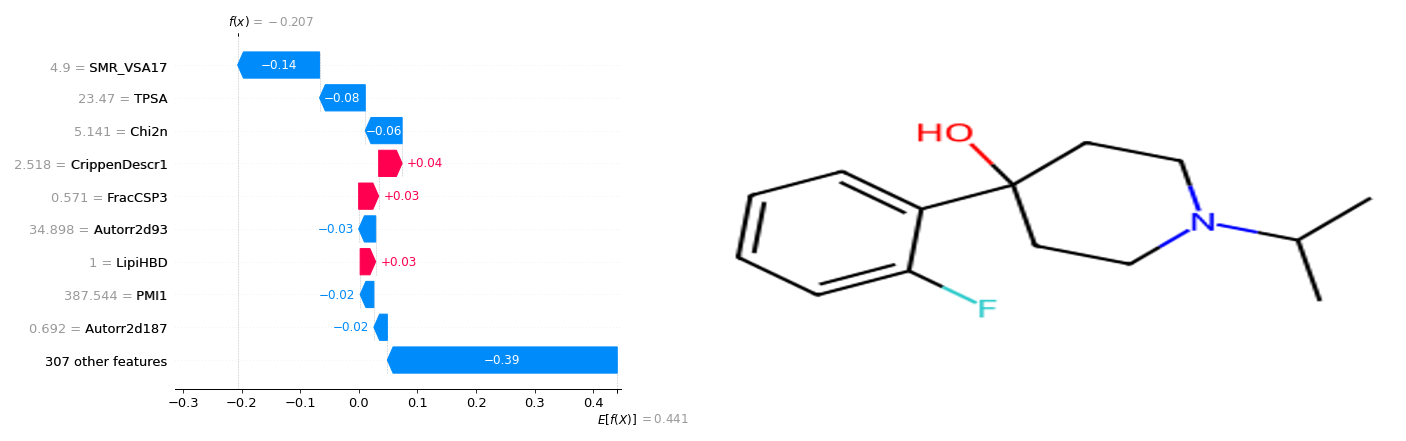 f(x) = −0.207
4.9 = SMR_VSA17 −0.14
23.47 = TPSA −0.08
5.141 = Chi2n −0.06
2.518 = CrippenDescr1 +0.04
0.571 = FracCSP3 +0.03
34.898 = Autorr2d93 −0.03
1 = LipiHBD +0.03
387.544 = PMI1 −0.02
0.692 = Autorr2d187 −0.02
307 other features −0.39
−0.3 −0.2 −0.1 0.0 0.1 0.2 0.3 0.4
E[f(X)] = 0.441
HO
N
F